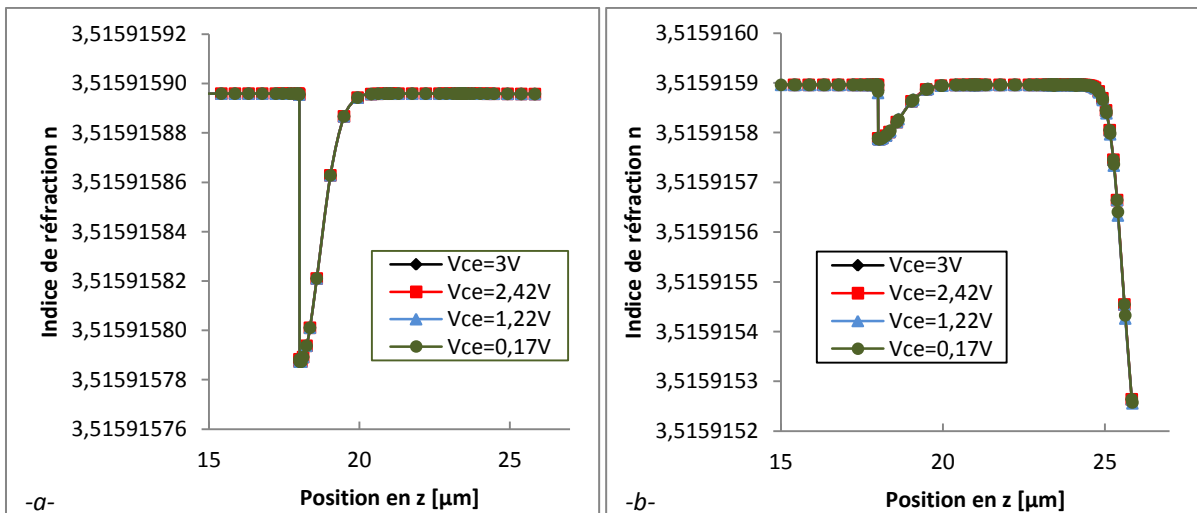 3,51591592
3,51591590
3,51591588
3,51591586
3,51591584
3,51591582
3,51591580
3,51591578
3,51591576
Indice de réfraction n
15
20
25
Position en z [µm]
Vce=3V
Vce=2,42V
Vce=1,22V
Vce=0,17V
-a-
3,5159160
3,5159159
3,5159158
3,5159157
3,5159156
3,5159155
3,5159154
3,5159153
3,5159152
Indice de réfraction n
15
20
25
Position en z [µm]
Vce=3V
Vce=2,42V
Vce=1,22V
Vce=0,17V
-b-